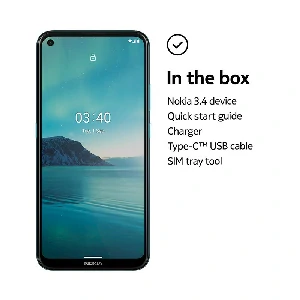 In the box
Nokia 3.4 device
Quick start guide
Charger
Type-C™ USB cable
SIM tray tool
03:40
NOKIA